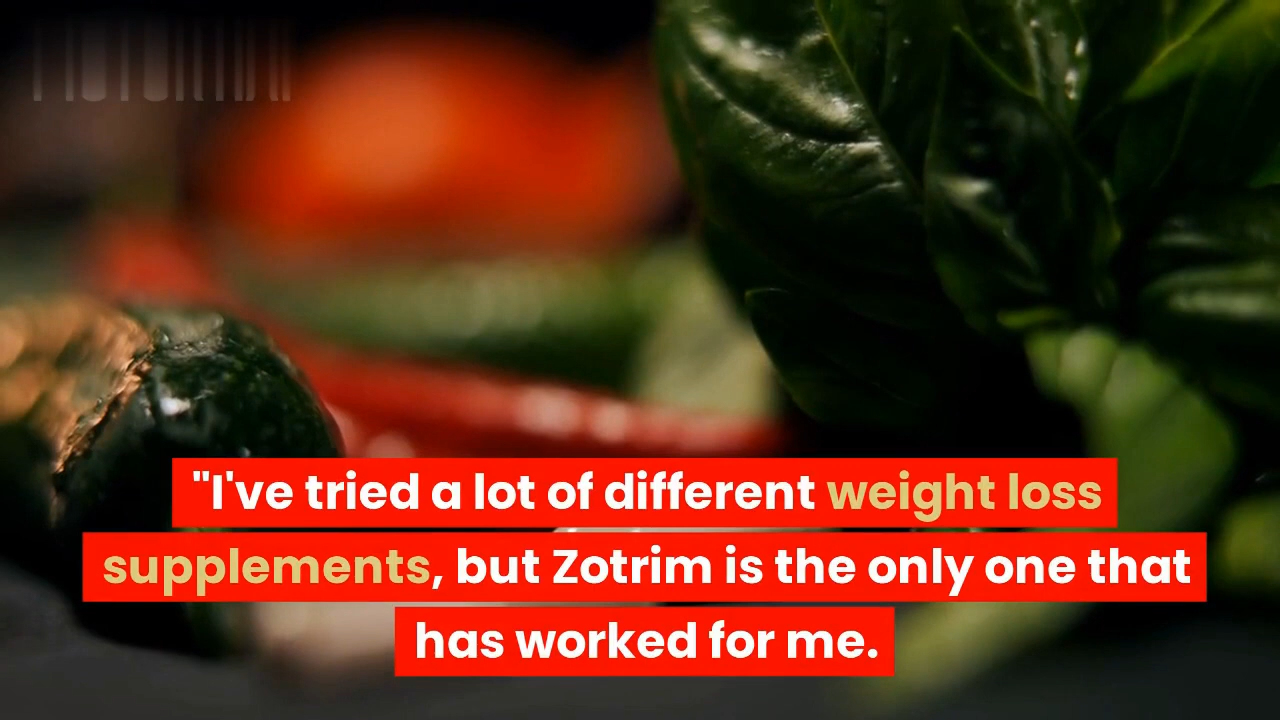 "I've tried a lot of different weight loss
supplements, but Zotrim is the only one that
has worked for me.